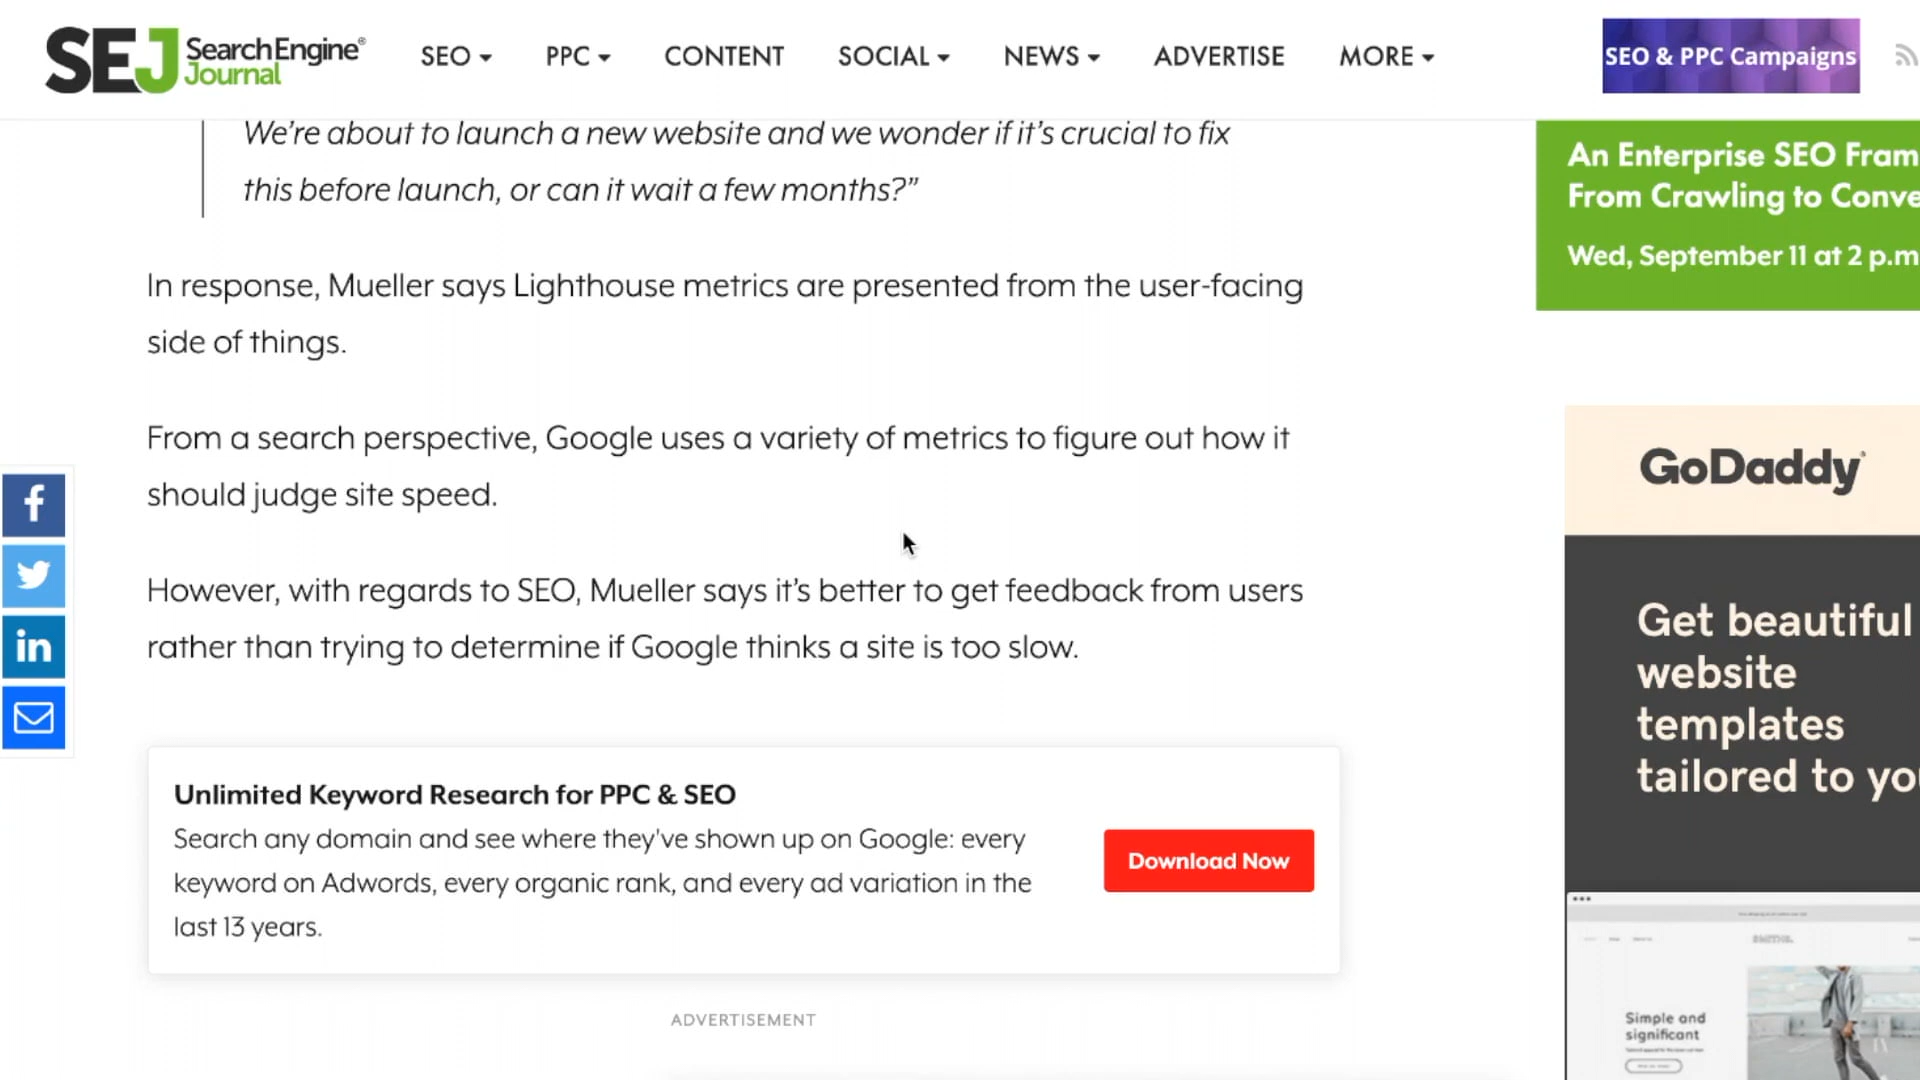 SEJ Search Engine Journal
SEO PPC CONTENT SOCIAL NEWS ADVERTISE MORE
SEO & PPC Campaigns
We're about to launch a new website and we wonder if it's crucial to fix
this before launch, or can it wait a few months?”
In response, Mueller says Lighthouse metrics are presented from the user-facing
side of things.
From a search perspective, Google uses a variety of metrics to figure out how it
should judge site speed.
However, with regards to SEO, Mueller says it’s better to get feedback from users
rather than trying to determine if Google thinks a site is too slow.
Unlimited Keyword Research for PPC & SEO
Search any domain and see where they've shown up on Google: every
keyword on Adwords, every organic rank, and every ad variation in the
last 13 years.
Download Now
ADVERTISEMENT
An Enterprise SEO Fram
From Crawling to Conve
Wed, September 11 at 2 p.m
GoDaddy
Get beautiful
website
templates
tailored to yo
Simple and
significant